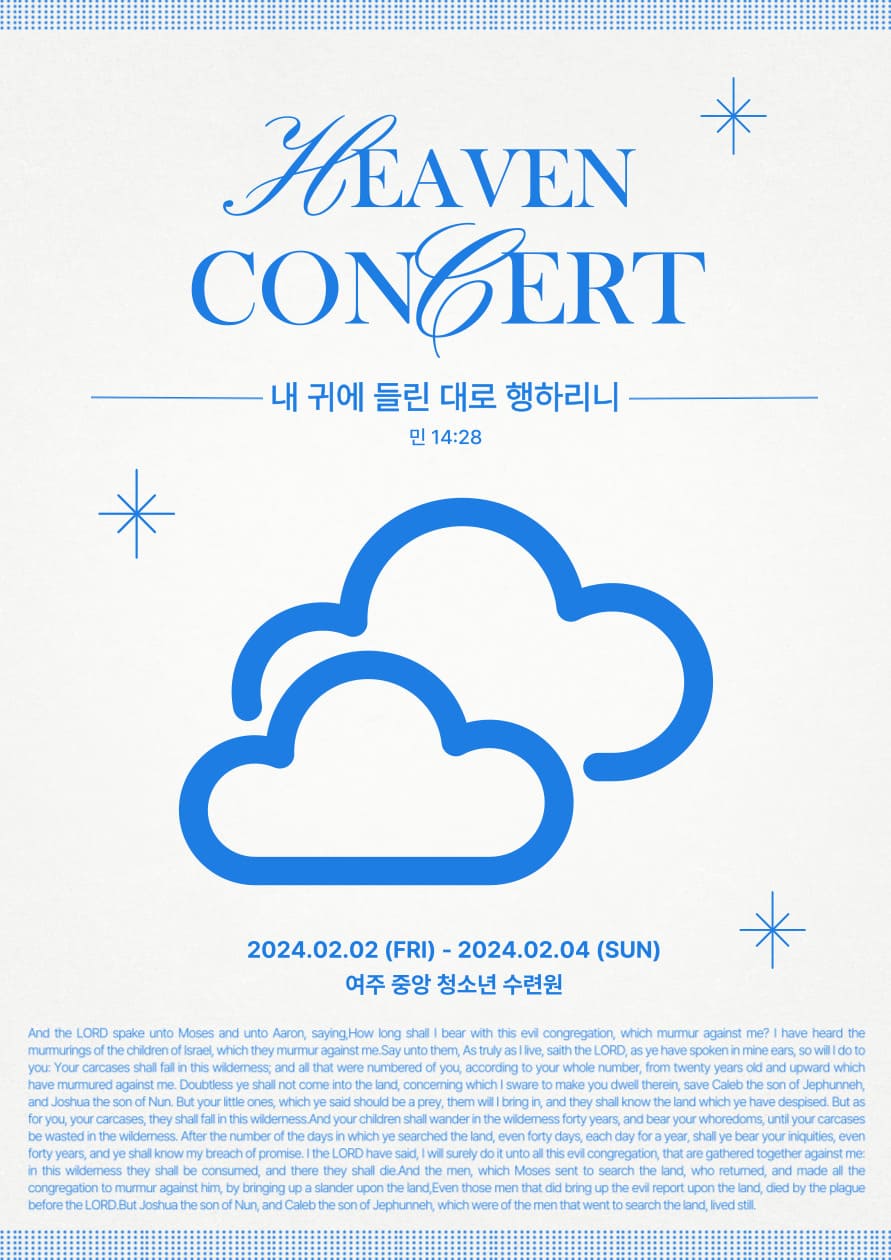 HEAVEN
CONCERT
내 귀에 들린 대로 행하리니
민 14:28
2024.02.02 (FRI) - 2024.02.04 (SUN)
여주 중앙 청소년 수련원
And the LORD spake unto Moses and unto Aaron, saying,How long shall I bear with this evil congregation, which murmur against me? I have heard the
murmurings of the children of Israel, which they murmur against me.Say unto them, As truly as I live, saith the LORD, as ye have spoken in mine ears, so will I do to
you: Your carcases shall fall in this wilderness; and all that were numbered of you, according to your whole number, from twenty years old and upward which
have murmured against me. Doubtless ye shall not come into the land, concerning which I sware to make you dwell therein, save Caleb the son of Jephunneh,
and Joshua the son of Nun. But your little ones, which ye said should be a prey, them will I bring in, and they shall know the land which ye have despised. But as
for you, your carcases, they shall fall in this wilderness.And your children shall wander in the wilderness forty years, and bear your whoredoms, until your carcases
be wasted in the wilderness. After the number of the days in which ye searched the land, even forty days, each day for a year, shall ye bear your iniquities, even
forty years, and ye shall know my breach of promise. I the LORD have said, I will surely do it unto all this evil congregation, that are gathered together against me:
in this wilderness they shall be consumed, and there they shall die.And the men, which Moses sent to search the land, who returned, and made all the
congregation to murmur against him, by bringing up a slander upon the land,Even those men that did bring up the evil report upon the land, died by the plague
before the LORD.But Joshua the son of Nun, and Caleb the son of Jephunneh, which were of the men that went to search the land, lived still.